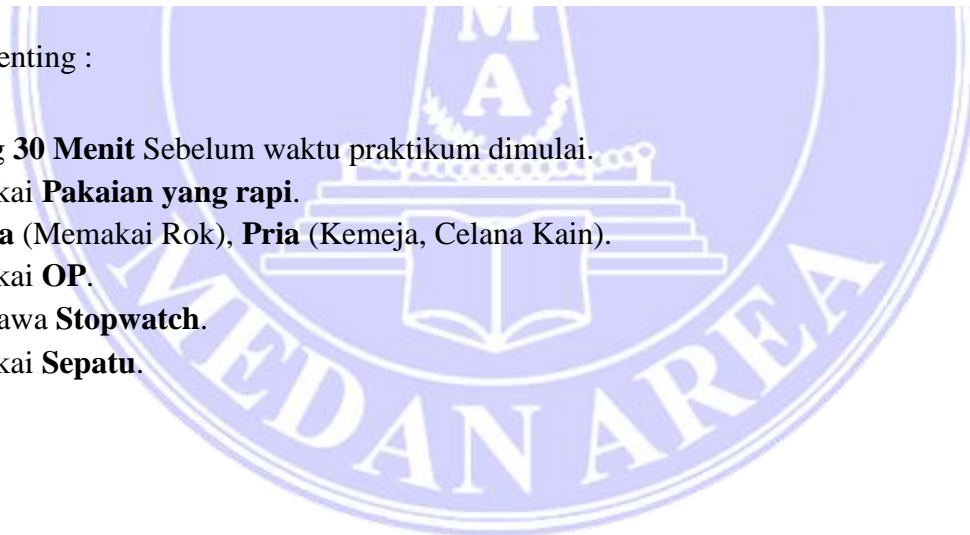 M
A
enting :
g 30 Menit Sebelum waktu praktikum dimulai.
kai Pakaian yang rapi.
a (Memakai Rok), Pria (Kemeja, Celana Kain).
kai OP.
awa Stopwatch.
kai Sepatu.
MEDAN AREA